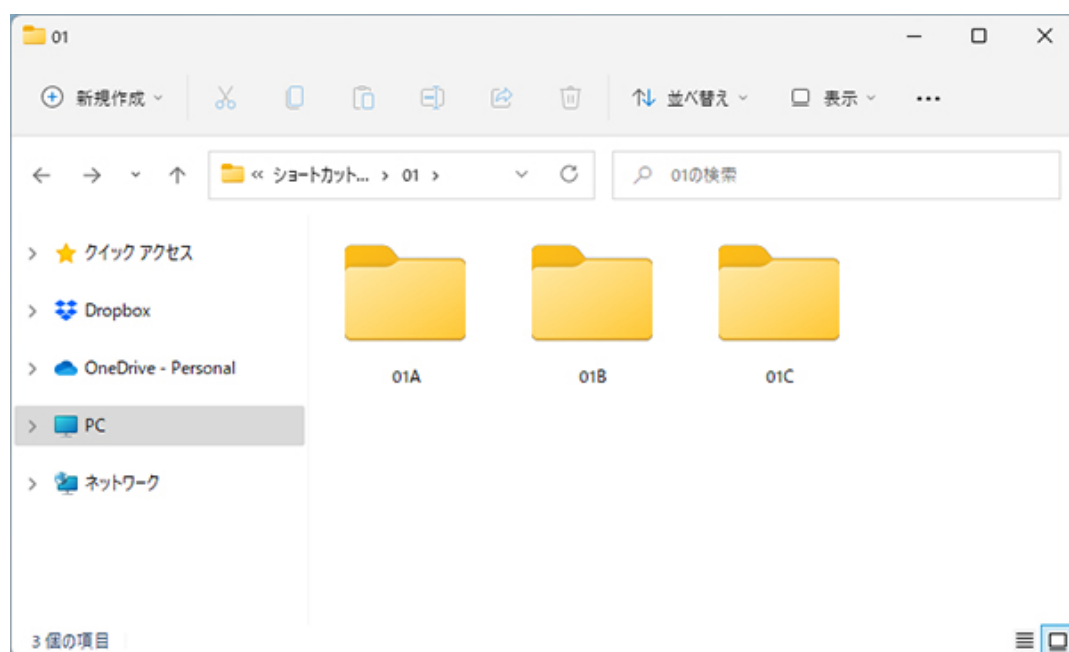 01
新規作成 並べ替え 表示 •••
« ショートカット... › 01 ›
01の検索
クイック アクセス
Dropbox
OneDrive - Personal
PC
ネットワーク
01A 01B 01C
3 個の項目